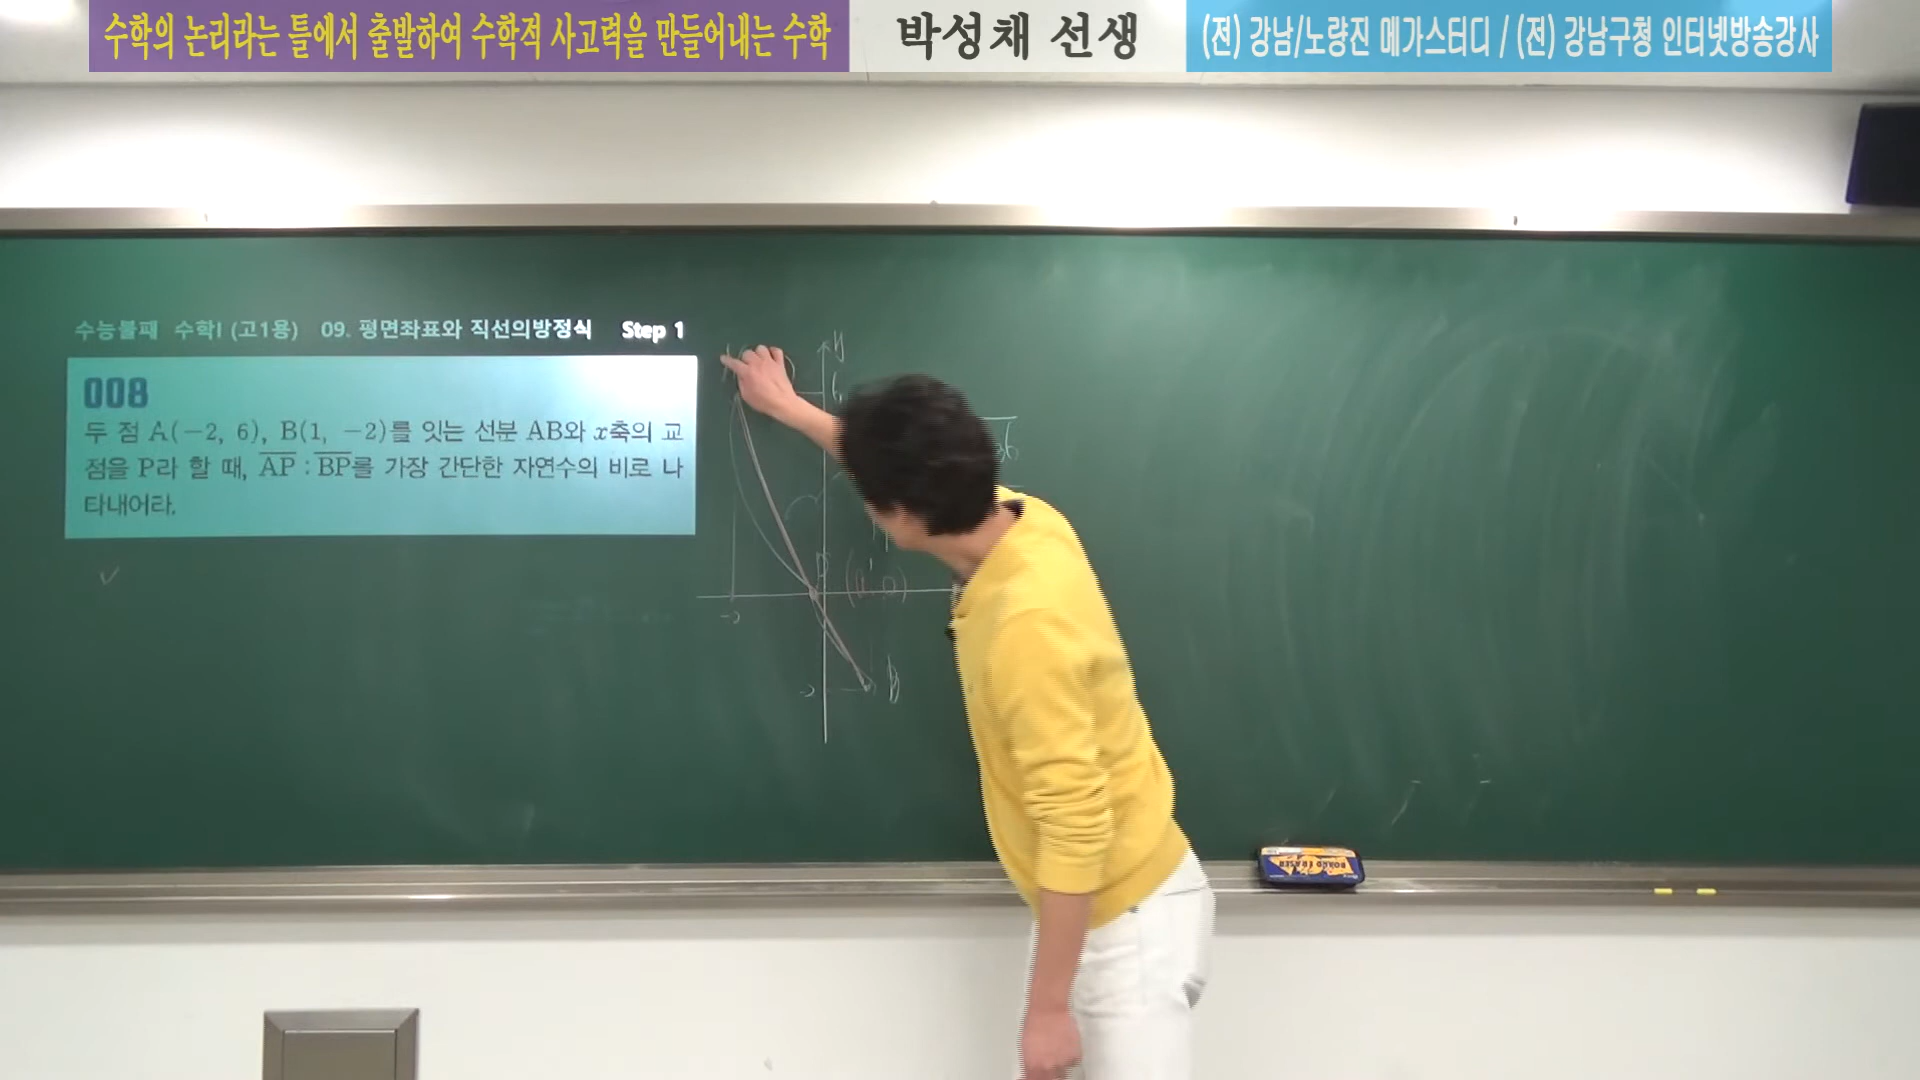 수학의 논리라는 틀에서 출발하여 수학적 사고력을 만들어내는 수학
박성채 선생
(전) 강남/노량진 메가스터디 / (전) 강남구청 인터넷방송강사
수능불패 수학I (고1용) 09. 평면좌표와 직선의방정식 Step 1
008
두 점 A(−2, 6), B(1, −2)를 잇는 선분 AB와 x축의 교
점을 P라 할 때, AP : BP를 가장 간단한 자연수의 비로 나
타내어라.
y
6
P
-2
-2
B
BOARD ERASER